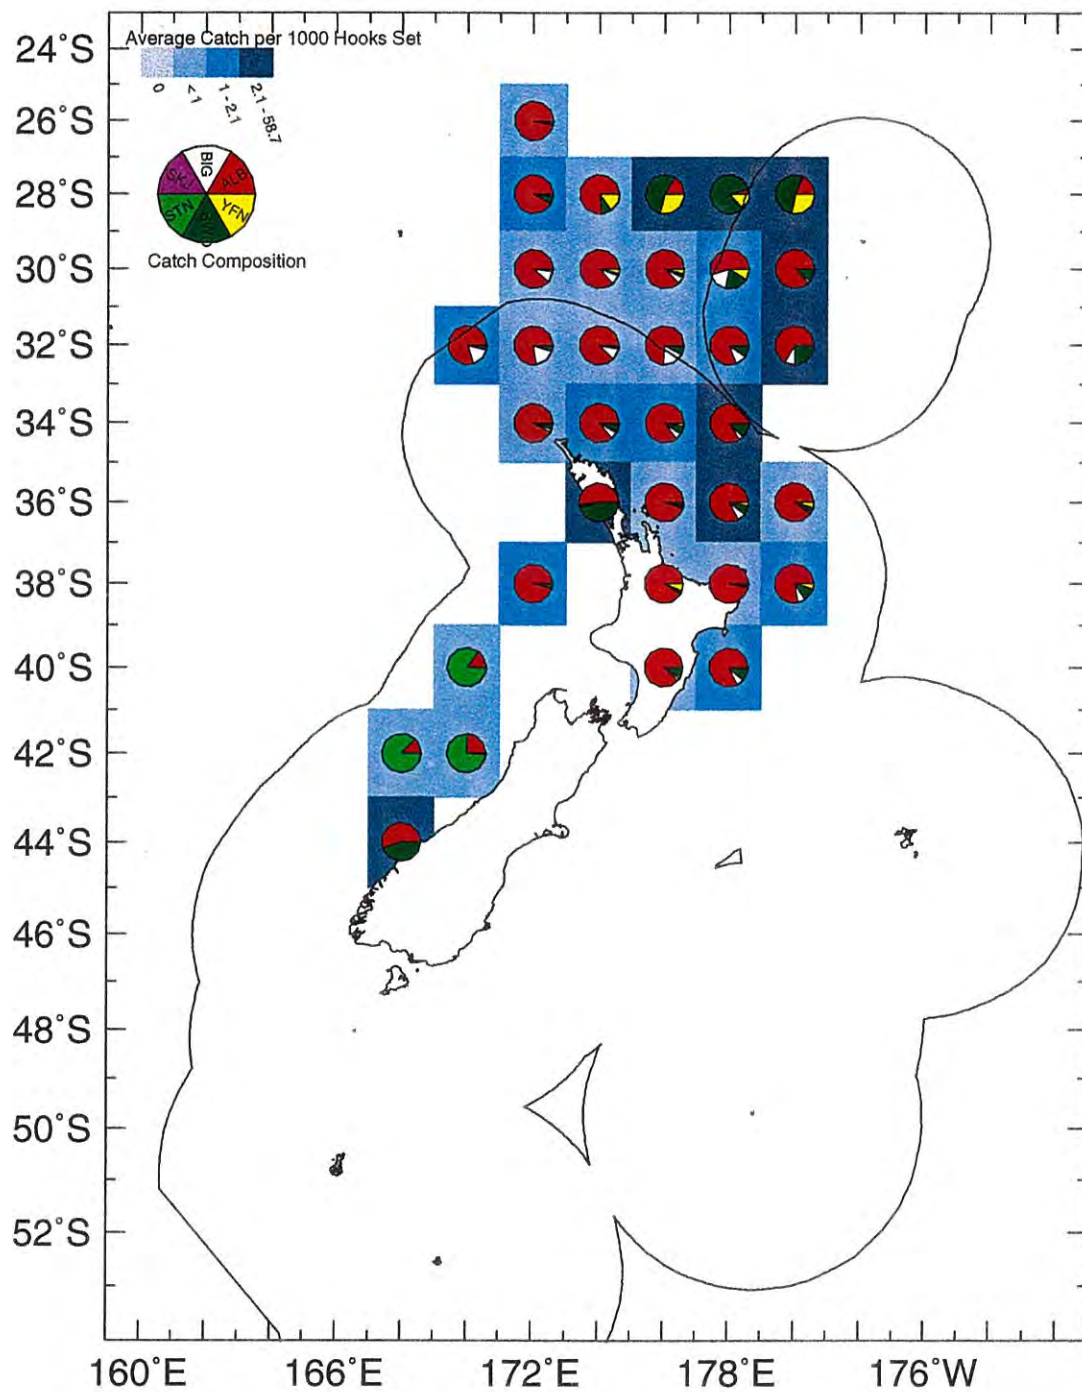 24°S
Average Catch per 1000 Hooks Set
0
<1
1 - 2.1
2.1 - 58.7
26°S
BIG
SKJ
ALB
28°S
STN
YFN
SWO
Catch Composition
30°S
32°S
34°S
36°S
38°S
40°S
42°S
44°S
46°S
48°S
50°S
52°S
160°E
166°E
172°E
178°E
176°W